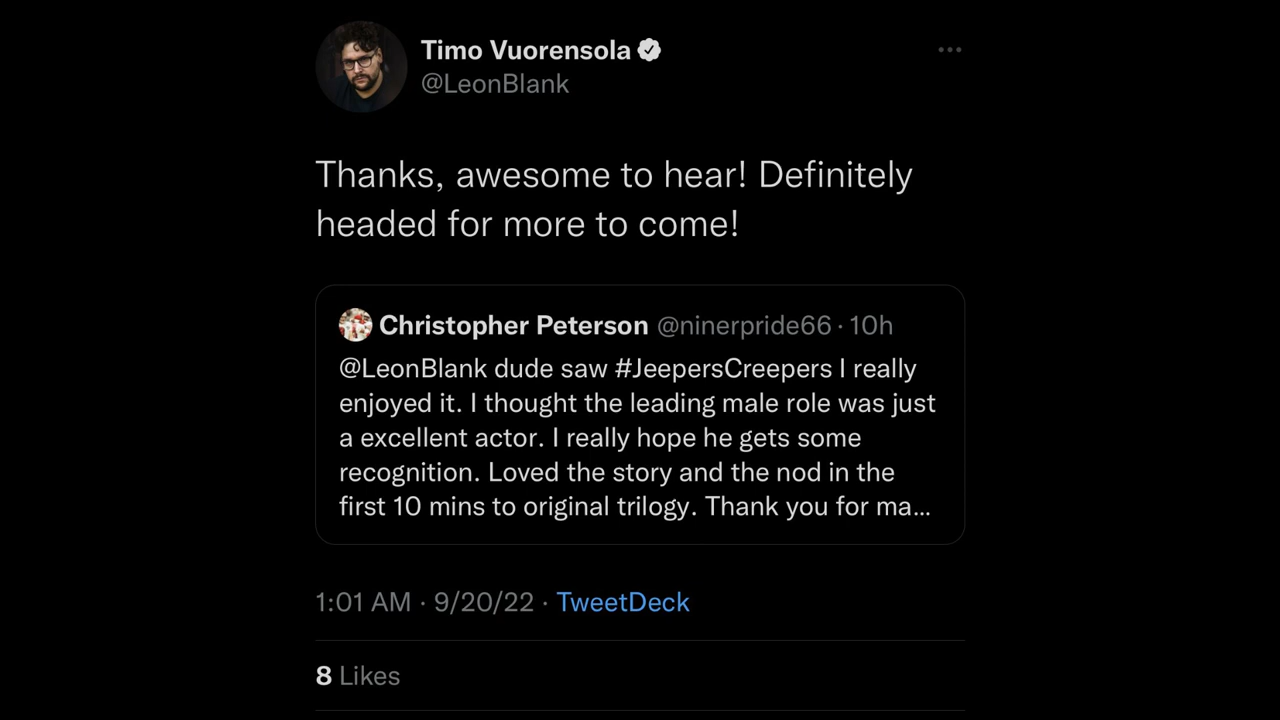 Timo Vuorensola
@LeonBlank
Thanks, awesome to hear! Definitely
headed for more to come!
Christopher Peterson @ninerpride66 · 10h
@LeonBlank dude saw #JeepersCreepers I really
enjoyed it. I thought the leading male role was just
a excellent actor. I really hope he gets some
recognition. Loved the story and the nod in the
first 10 mins to original trilogy. Thank you for ma...
1:01 AM · 9/20/22 · TweetDeck
8 Likes